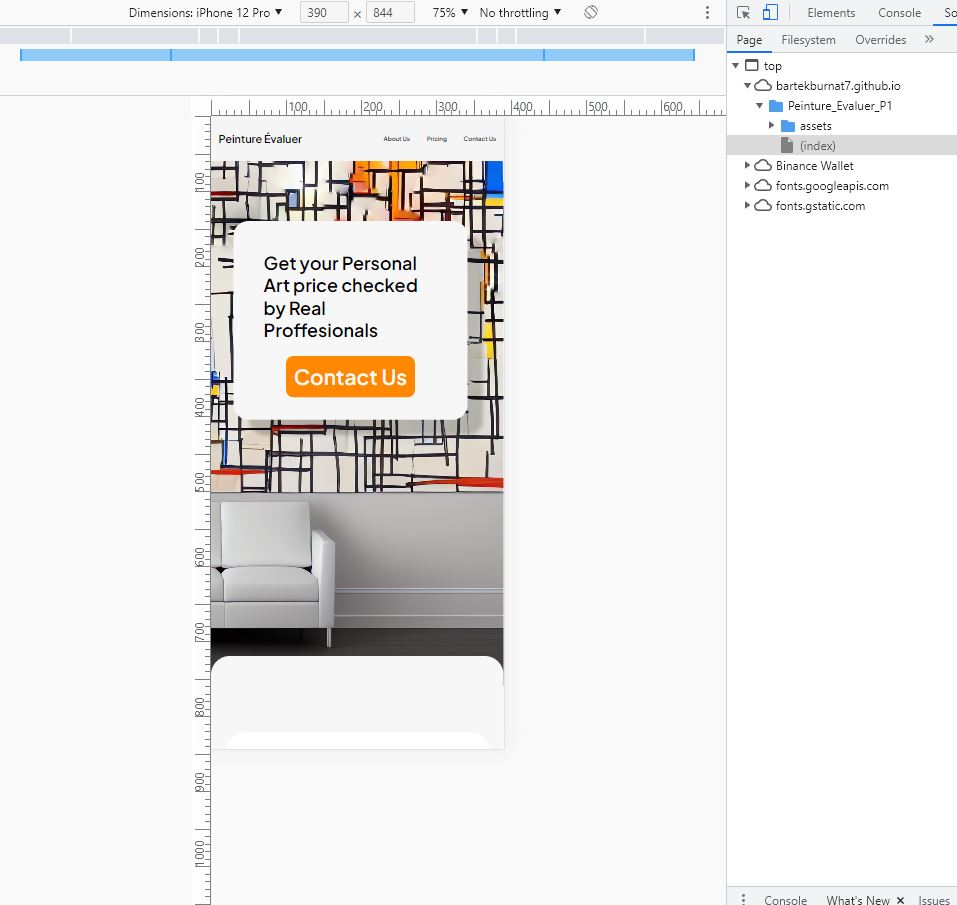 Dimensions: iPhone 12 Pro ▼ 390 × 844 75% ▼ No throttling ▼
Elements Console So
Page Filesystem Overrides »
top
bartekburnat7.github.io
Peinture_Evaluer_P1
assets
(index)
Binance Wallet
fonts.googleapis.com
fonts.gstatic.com
100 200 300 400 500 600
Peinture Évaluer About Us Pricing Contact Us
100
200
300
400
500
600
700
800
900
1000
Get your Personal
Art price checked
by Real
Proffesionals
Contact Us
Console What's New × Issues